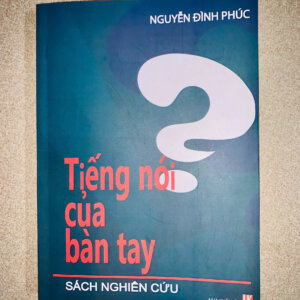 NGUYỄN ĐÌNH PHÚC
?
Tiếng nói
của
bàn tay
SÁCH NGHIÊN CỨU